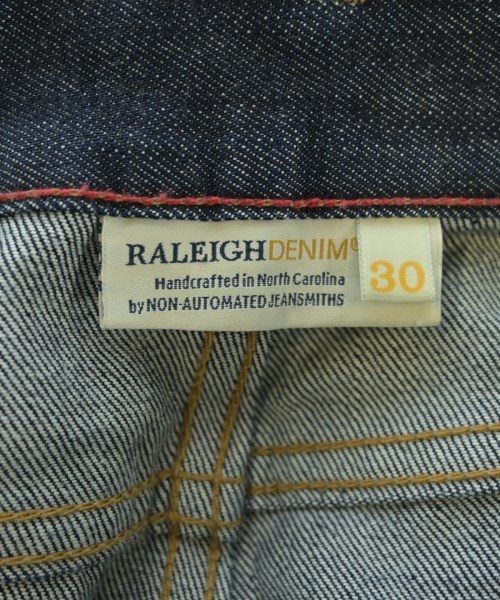 RALEIGHDENIM®
30
Handcrafted in North Carolina
by NON-AUTOMATED JEANSMITHS